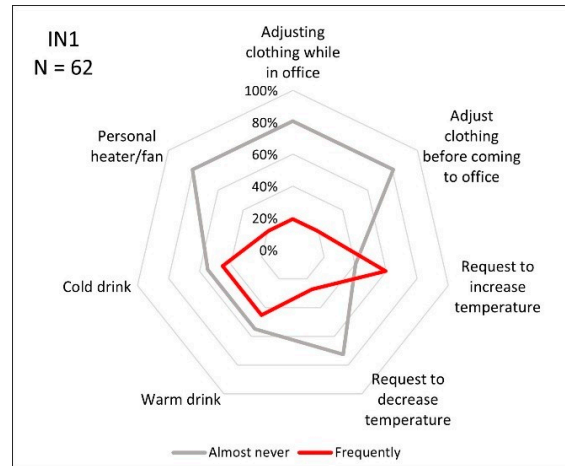 IN1
N = 62
Adjusting
clothing while
in office
100%
80%
60%
40%
20%
0%
Adjust
clothing
before coming
to office
Request to
increase
temperature
Request to
decrease
temperature
Warm drink
Cold drink
Personal
heater/fan
Almost never
Frequently